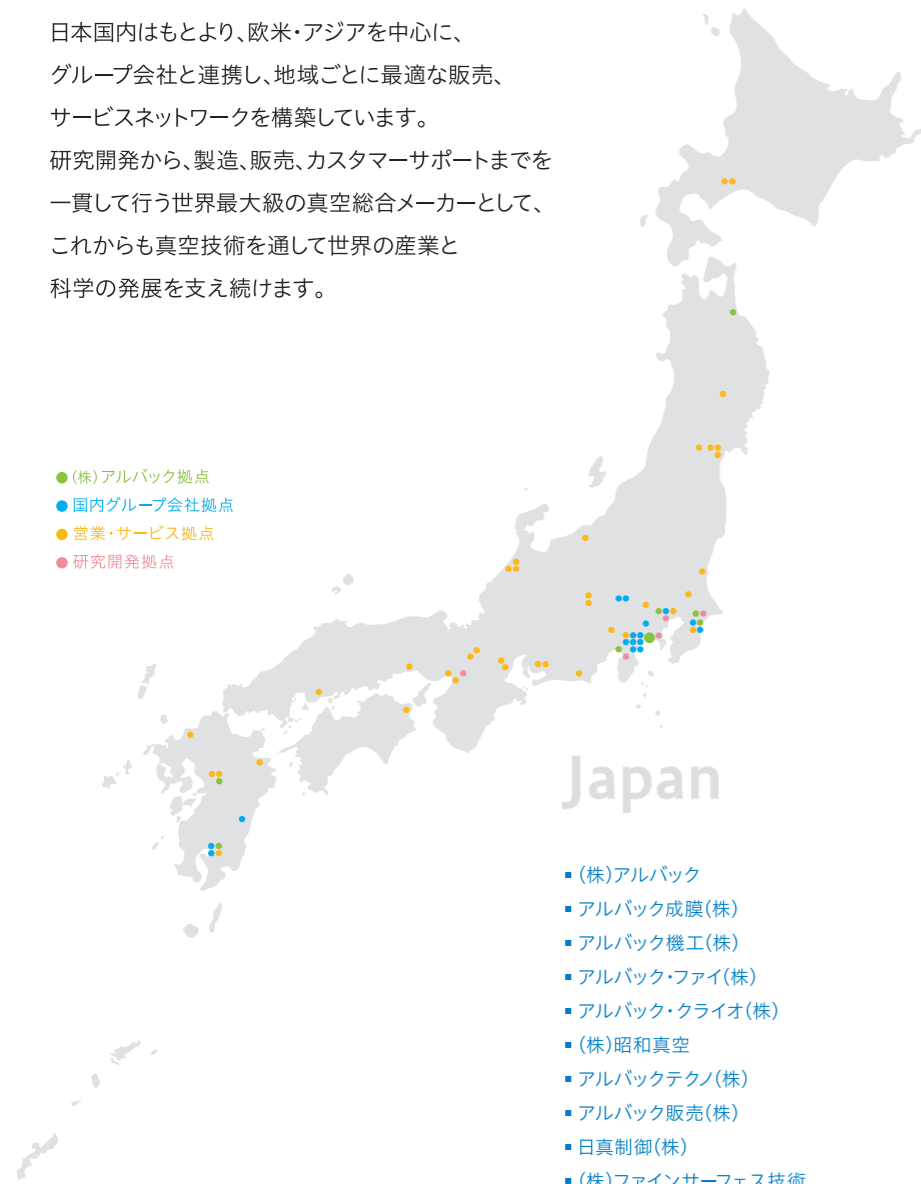 日本国内はもとより、欧米・アジアを中心に、
グループ会社と連携し、地域ごとに最適な販売、
サービスネットワークを構築しています。
研究開発から、製造、販売、カスタマーサポートまでを
一貫して行う世界最大級の真空総合メーカーとして、
これからも真空技術を通して世界の産業と
科学の発展を支え続けます。
(株)アルバック拠点
国内グループ会社拠点
営業・サービス拠点
研究開発拠点
Japan
(株)アルバック
アルバック成膜(株)
アルバック機工(株)
アルバック・ファイ(株)
アルバック・クライオ(株)
(株)昭和真空
アルバックテクノ(株)
アルバック販売(株)
日真制御(株)
(株)ファインサーフェス技術